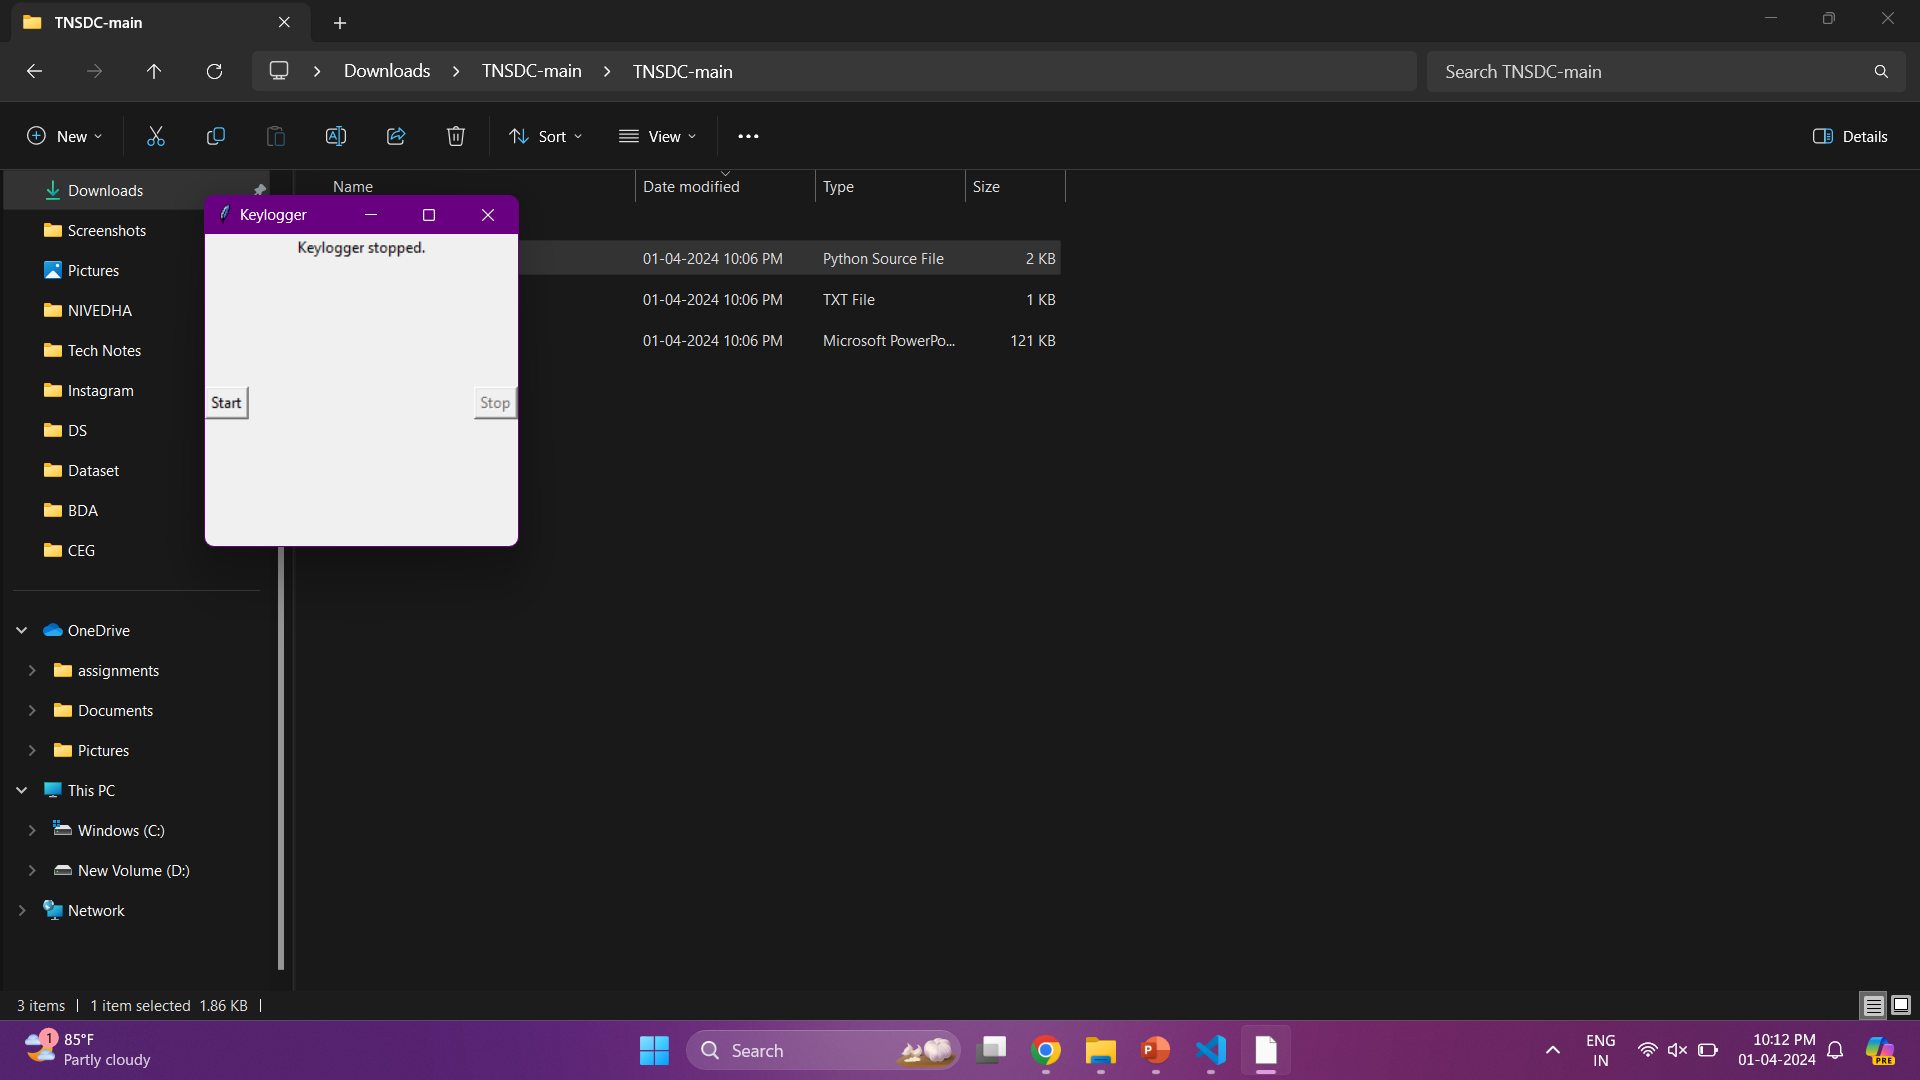 TNSDC-main
Downloads
TNSDC-main
TNSDC-main
Search TNSDC-main
New
Sort
View
Details
Name
Date modified
Type
Size
Downloads
Screenshots
Pictures
NIVEDHA
Tech Notes
Instagram
DS
Dataset
BDA
CEG
Keylogger
Keylogger stopped.
Start
Stop
01-04-2024 10:06 PM
Python Source File
2 KB
01-04-2024 10:06 PM
TXT File
1 KB
01-04-2024 10:06 PM
Microsoft PowerPo...
121 KB
OneDrive
assignments
Documents
Pictures
This PC
Windows (C:)
New Volume (D:)
Network
3 items
1 item selected 1.86 KB
1
85°F
Partly cloudy
Search
P
ENG
IN
10:12 PM
01-04-2024
PRE